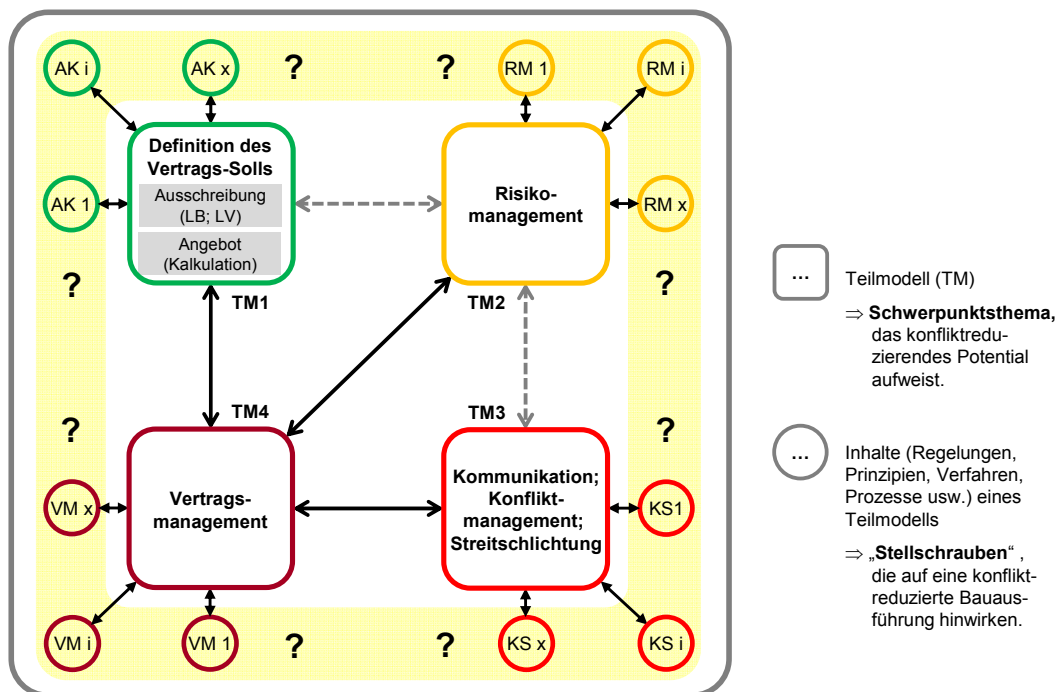 AK i
AK x
?
?
RM 1
RM i
Definition des
Vertrags-Solls
Ausschreibung
(LB; LV)
Angebot
(Kalkulation)
AK 1
Risiko-
management
RM x
?
?
TM1
TM2
TM4
TM3
?
?
Vertrags-
management
VM x
Kommunikation;
Konflikt-
management;
Streitschlichtung
KS1
VM i
VM 1
?
?
KS x
KS i
...
Teilmodell (TM)
⇒ Schwerpunktsthema,
das konfliktredu-
zierendes Potential
aufweist.
...
Inhalte (Regelungen,
Prinzipien, Verfahren,
Prozesse usw.) eines
Teilmodells
⇒ „Stellschrauben“ ,
die auf eine konflikt-
reduzierte Bauaus-
führung hinwirken.